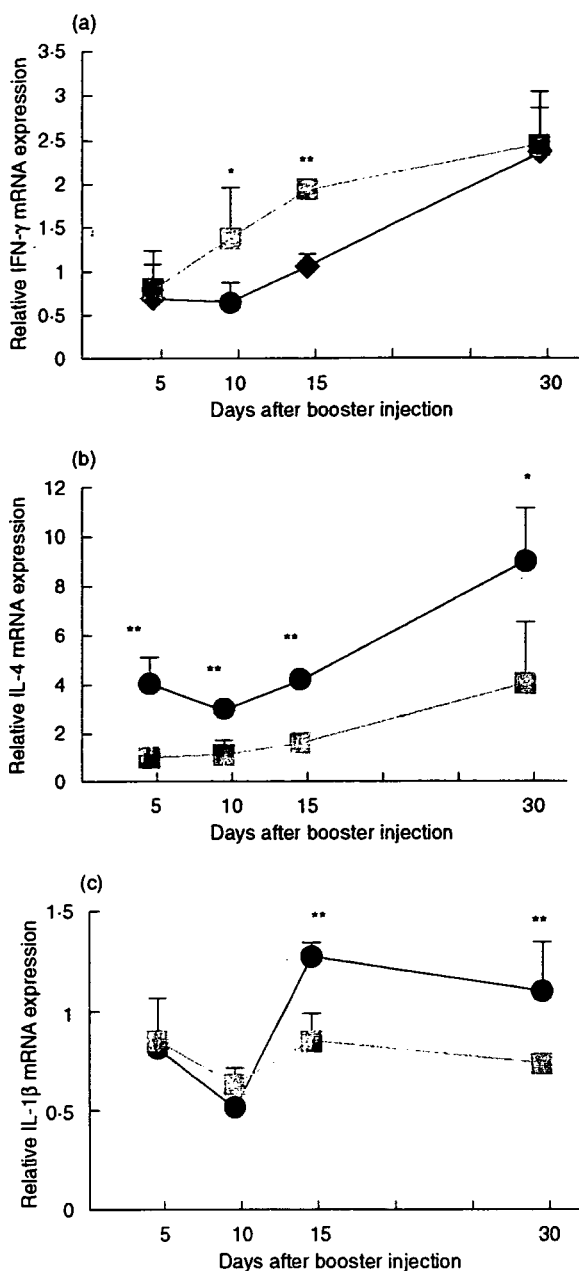 (a)
Relative IFN-γ mRNA expression
3·5
3
2·5
2
1·5
1
0·5
0
*
**
5 10 15 30
Days after booster injection
(b)
Relative IL-4 mRNA expression
12
10
8
6
4
2
0
**
**
**
*
5 10 15 30
Days after booster injection
(c)
Relative IL-1β mRNA expression
1·5
1
0·5
0
**
**
5 10 15 30
Days after booster injection